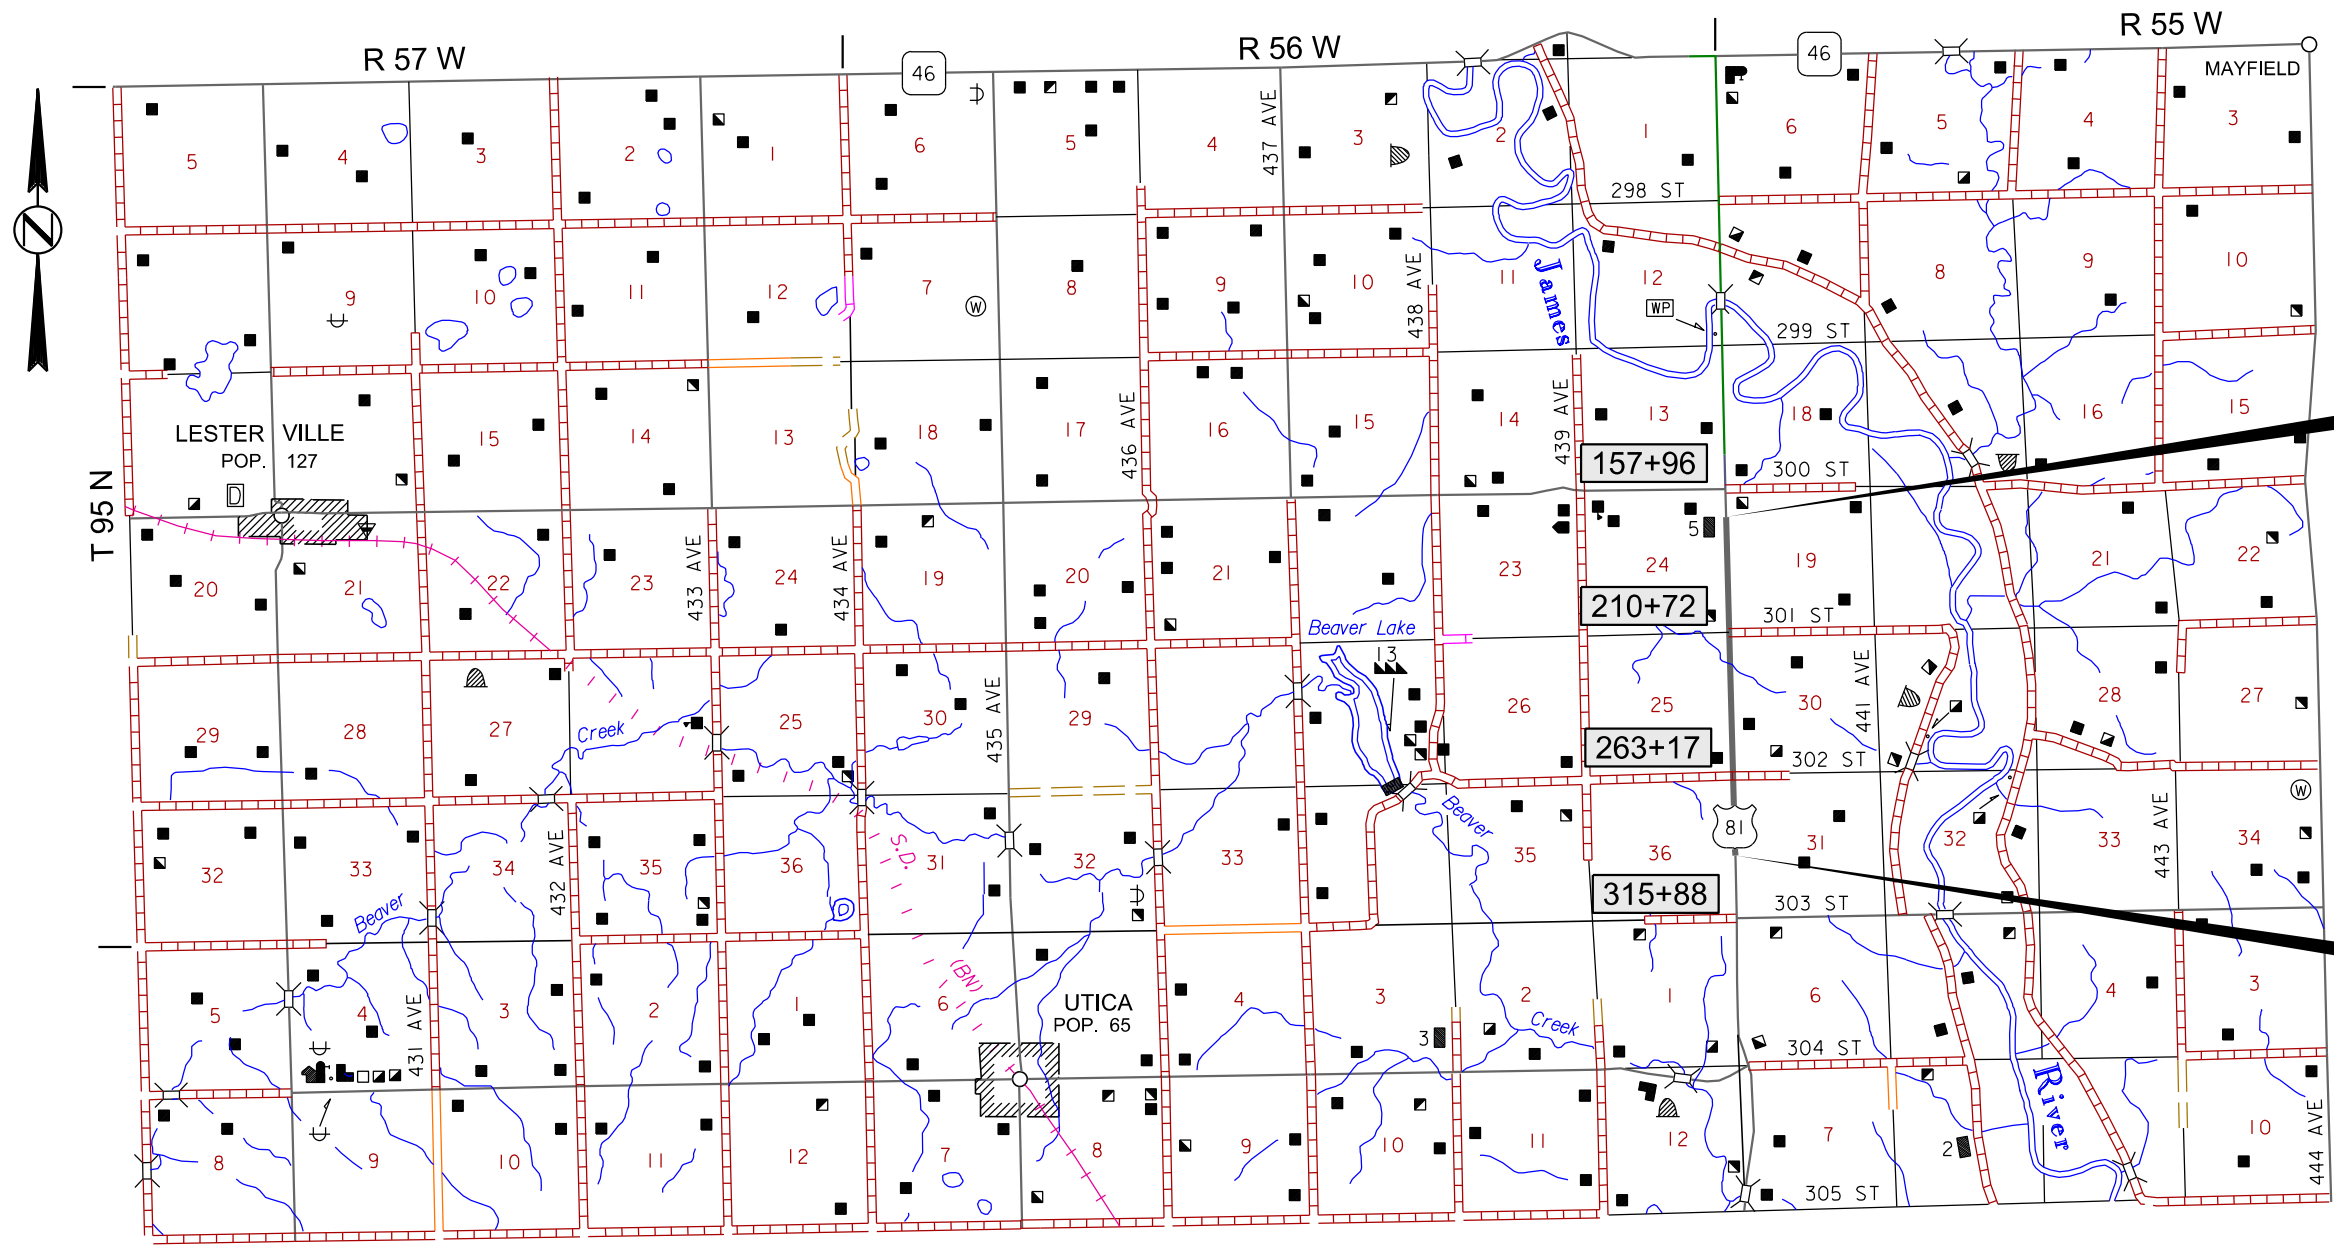 R 57 W
R 56 W
R 55 W
46
46
MAYFIELD
N
5 4 3 2 1 6 5 4 3 2 1 6 5 4 3
437 AVE
298 ST
9 10 11 12 7 8 9 10 11 12 8 9 10
438 AVE
James
WP
W
299 ST
LESTER VILLE
POP. 127
D
15 14 13 18 17 16 15 14 13 18 16 15
436 AVE
439 AVE
157+96
300 ST
T 95 N
5
20 21 22 23 24 19 20 21 23 24 19 21 22
433 AVE
434 AVE
210+72
301 ST
Beaver Lake
13
29 28 27 25 30 29 26 25 30 28 27
Creek
435 AVE
441 AVE
263+17
302 ST
W
Beaver
81
32 33 34 35 36 31 32 33 35 36 31 32 33 34
432 AVE
S.D.
443 AVE
Beaver
315+88
303 ST
(BN)
5 4 3 2 1 6 4 3 2 1 6 4 3
431 AVE
UTICA
POP. 65
3
Creek
304 ST
River
8 9 10 11 12 7 8 9 10 11 12 7 10
2
444 AVE
305 ST